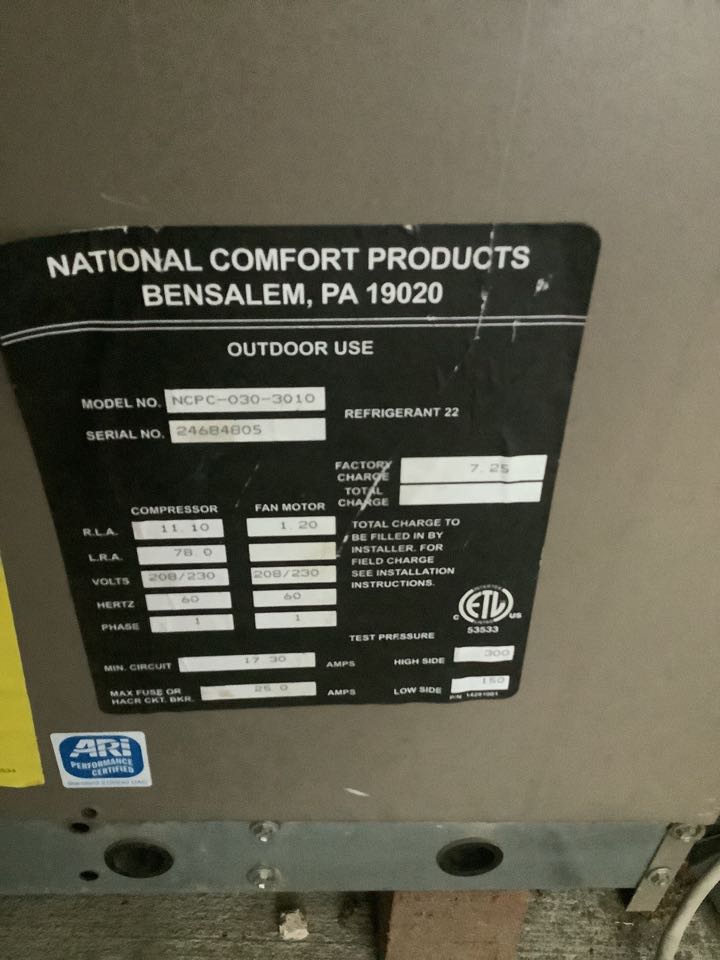 NATIONAL COMFORT PRODUCTS
BENSALEM, PA 19020
OUTDOOR USE
MODEL NO. NCPC-030-3010
SERIAL NO. 24684805
REFRIGERANT 22
FACTORY CHARGE 7.25
TOTAL CHARGE
COMPRESSOR FAN MOTOR
R.L.A. 11.10 1.20
L.R.A. 78.0
VOLTS 208/230 208/230
HERTZ 60 60
PHASE 1 1
TOTAL CHARGE TO
BE FILLED IN BY
INSTALLER. FOR
FIELD CHARGE
SEE INSTALLATION
INSTRUCTIONS.
C ETL US
53533
TEST PRESSURE
MIN. CIRCUIT 17.30 AMPS
HIGH SIDE 300
MAX FUSE OR
HACR CKT. BKR. 25.0 AMPS
LOW SIDE 150
P/N 14281001
ARI
PERFORMANCE
CERTIFIED